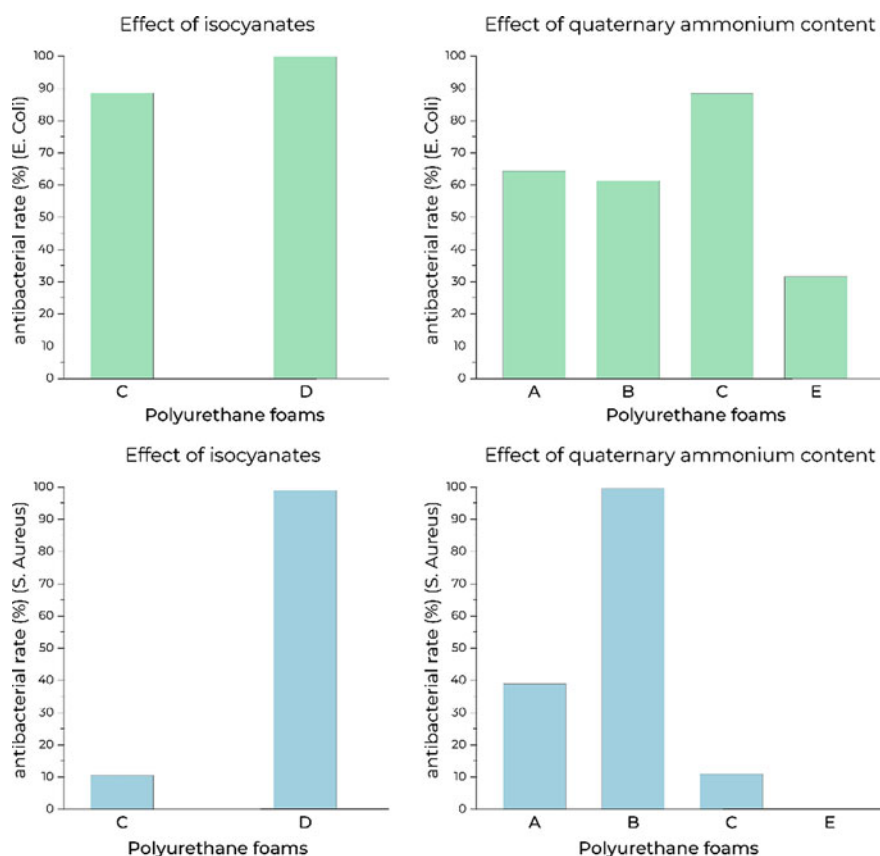 Effect of isocyanates
antibacterial rate (%) (E. Coli)
100
90
80
70
60
50
40
30
20
10
0
C D
Polyurethane foams
Effect of quaternary ammonium content
antibacterial rate (%) (E. Coli)
100
90
80
70
60
50
40
30
20
10
0
A B C E
Polyurethane foams
Effect of isocyanates
antibacterial rate (%) (S. Aureus)
100
90
80
70
60
50
40
30
20
10
0
C D
Polyurethane foams
Effect of quaternary ammonium content
antibacterial rate (%) (S. Aureus)
100
90
80
70
60
50
40
30
20
10
0
A B C E
Polyurethane foams